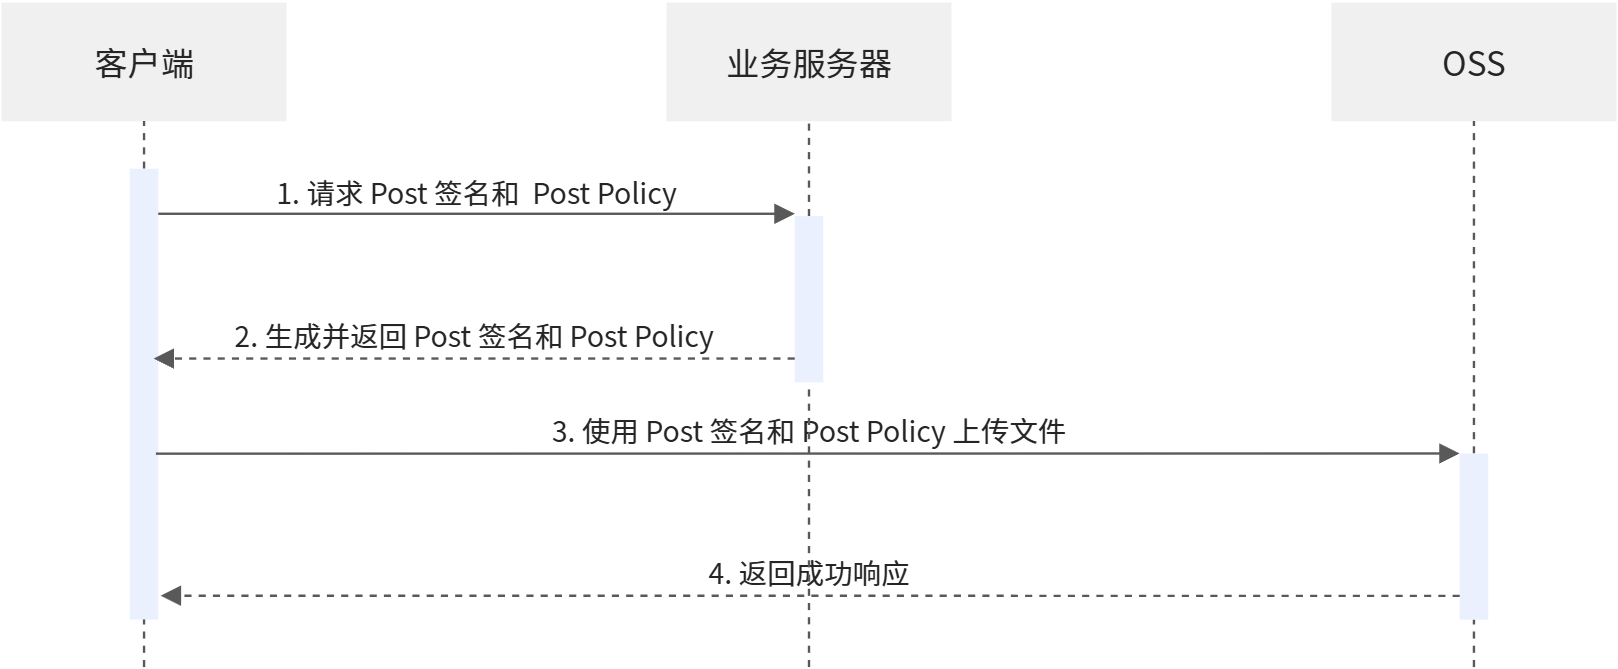 客户端
业务服务器
OSS
1. 请求 Post 签名和  Post Policy
2. 生成并返回 Post 签名和 Post Policy
3. 使用 Post 签名和 Post Policy 上传文件
4. 返回成功响应